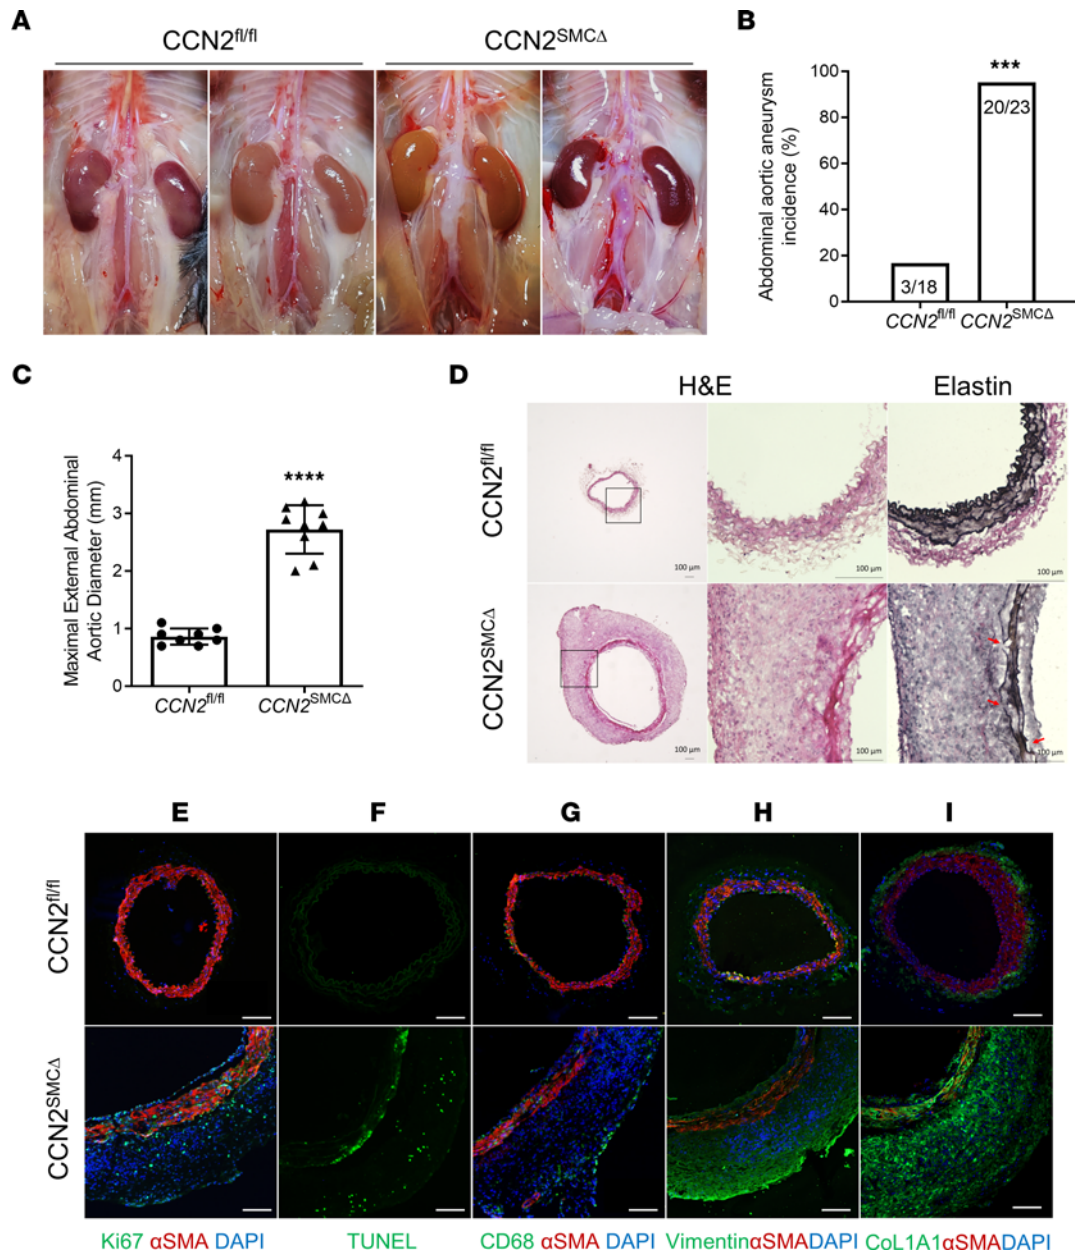 A
CCN2fl/fl
CCN2SMCΔ
B
Abdominal aortic aneurysm
incidence (%)
100
80
60
40
20
0
***
20/23
3/18
CCN2fl/fl
CCN2SMCΔ
C
Maximal External Abdominal
Aortic Diameter (mm)
4
3
2
1
0
****
CCN2fl/fl
CCN2SMCΔ
D
H&E
Elastin
CCN2fl/fl
100 μm
100 μm
100 μm
CCN2SMCΔ
100 μm
100 μm
100 μm
E
F
G
H
I
CCN2fl/fl
CCN2SMCΔ
Ki67 αSMA DAPI
TUNEL
CD68 αSMA DAPI
VimentinαSMADAPI
CoL1A1αSMADAPI